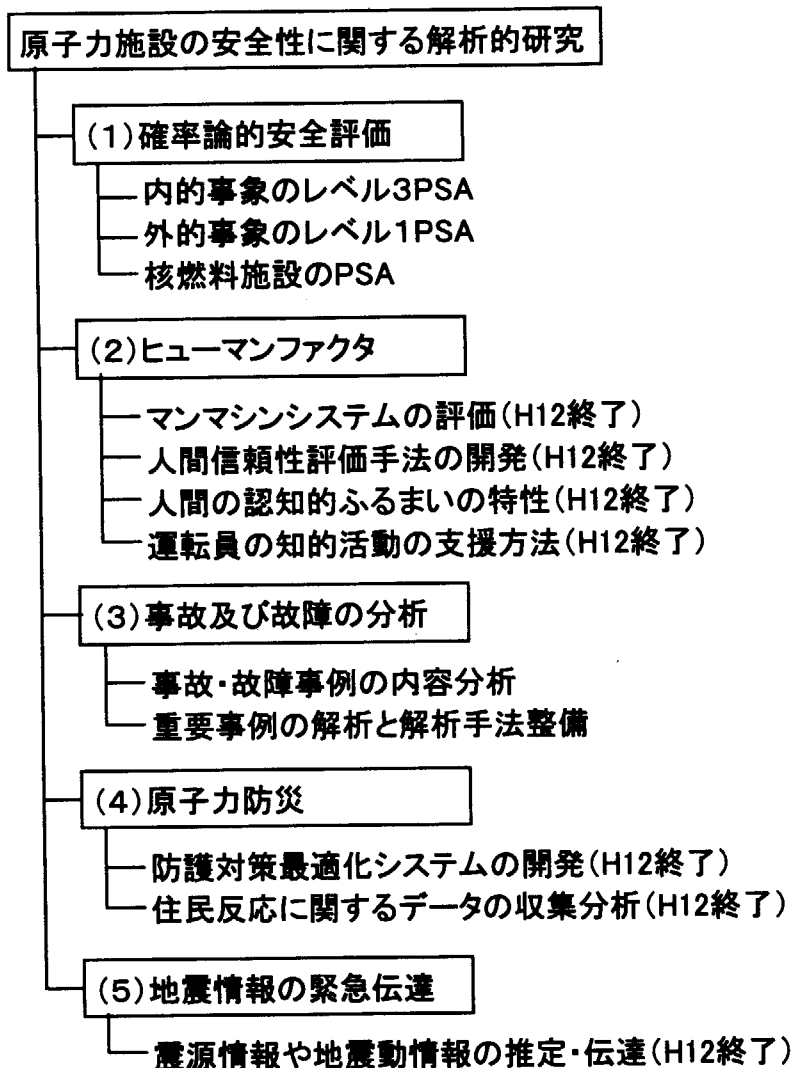 原子力施設の安全性に関する解析的研究
(1)確率論的安全評価
内的事象のレベル3PSA
外的事象のレベル1PSA
核燃料施設のPSA
(2)ヒューマンファクタ
マンマシンシステムの評価(H12終了)
人間信頼性評価手法の開発(H12終了)
人間の認知的ふるまいの特性(H12終了)
運転員の知的活動の支援方法(H12終了)
(3)事故及び故障の分析
事故・故障事例の内容分析
重要事例の解析と解析手法整備
(4)原子力防災
防護対策最適化システムの開発(H12終了)
住民反応に関するデータの収集分析(H12終了)
(5)地震情報の緊急伝達
震源情報や地震動情報の推定・伝達(H12終了)